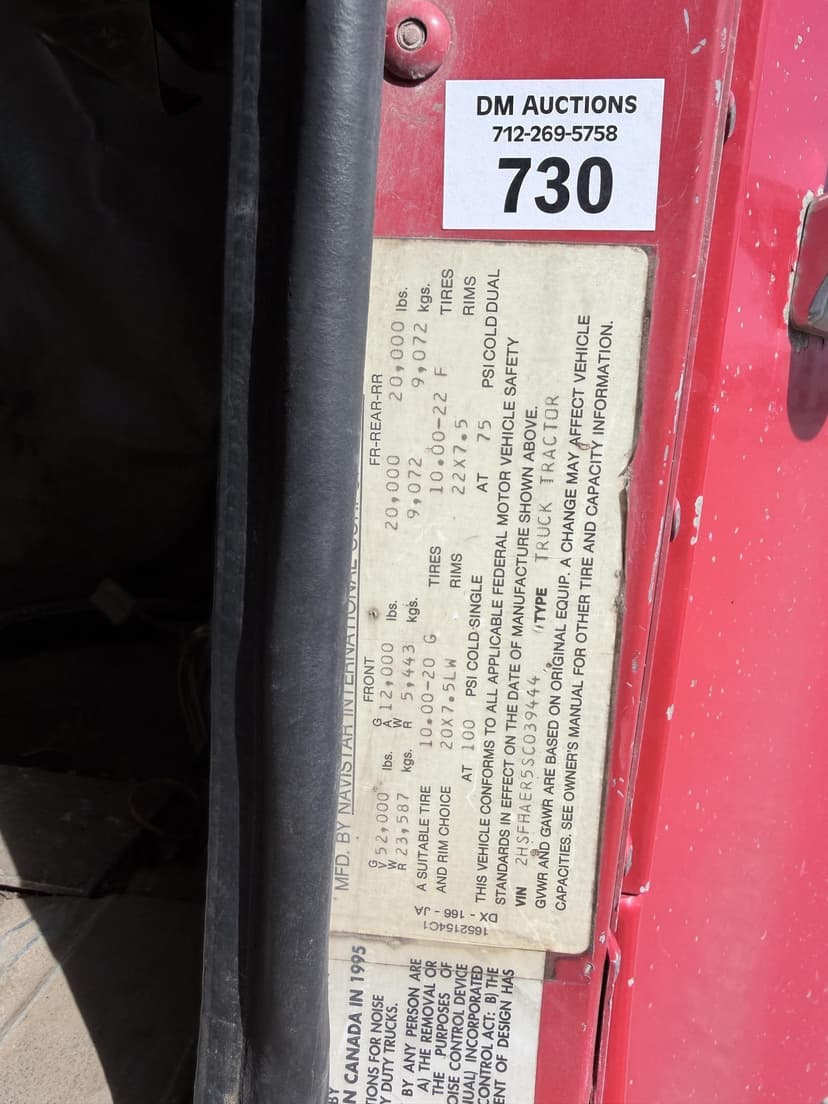 DM AUCTIONS
712-269-5758
730
MFD. BY NAVISTAR INTERNATIONAL
FRONT FR-REAR-RR
GVWR 52,000 lbs. GAWR 12,000 lbs. 20,000 20,000 lbs.
23,587 kgs. 5,443 kgs. 9,072 9,072 kgs.
A SUITABLE TIRE 10.00-20 G TIRES 10.00-22 F TIRES
AND RIM CHOICE 20X7.5LW RIMS 22X7.5 RIMS
AT 100 PSI COLD SINGLE AT 75 PSI COLD DUAL
THIS VEHICLE CONFORMS TO ALL APPLICABLE FEDERAL MOTOR VEHICLE SAFETY
STANDARDS IN EFFECT ON THE DATE OF MANUFACTURE SHOWN ABOVE.
VIN 2HSFHAER5SC039444 TYPE TRUCK TRACTOR
GVWR AND GAWR ARE BASED ON ORIGINAL EQUIP. A CHANGE MAY AFFECT VEHICLE
CAPACITIES. SEE OWNER'S MANUAL FOR OTHER TIRE AND CAPACITY INFORMATION.
1652154C1
DX - 166 - JA
BY
N CANADA IN 1995
TIONS FOR NOISE
Y DUTY TRUCKS.
BY ANY PERSON ARE
A) THE REMOVAL OR
THE PURPOSES OF
OISE CONTROL DEVICE
NUAL) INCORPORATED
CONTROL ACT: B) THE
ENT OF DESIGN HAS